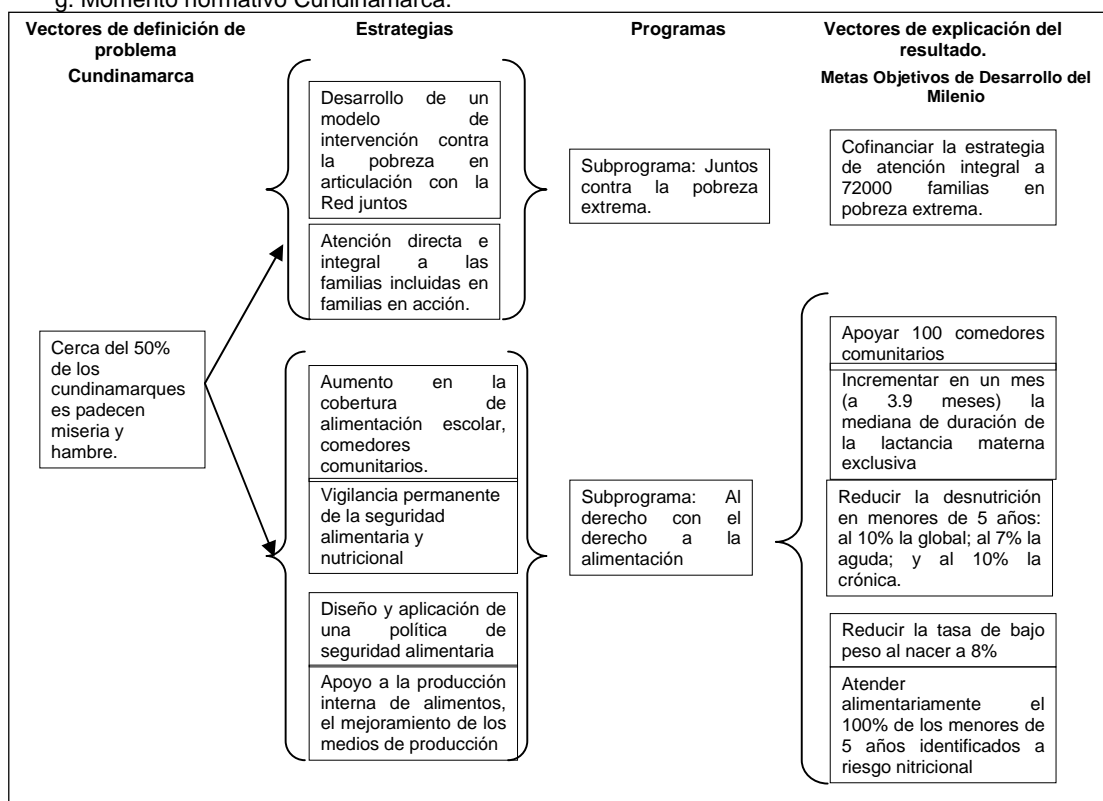 g. Momento normativo Cundinamarca.
Vectores de definición de
problema
Cundinamarca
Estrategias
Programas
Vectores de explicación del
resultado.
Metas Objetivos de Desarrollo del
Milenio
Cerca del 50%
de los
cundinamarques
es padecen
miseria y
hambre.
Desarrollo de un
modelo de
intervención contra
la pobreza en
articulación con la
Red juntos
Atención directa e
integral a las
familias incluidas en
familias en acción.
Subprograma: Juntos
contra la pobreza
extrema.
Cofinanciar la estrategia
de atención integral a
72000 familias en
pobreza extrema.
Aumento en la
cobertura de
alimentación escolar,
comedores
comunitarios.
Vigilancia permanente
de la seguridad
alimentaria y
nutricional
Diseño y aplicación de
una política de
seguridad alimentaria
Apoyo a la producción
interna de alimentos,
el mejoramiento de los
medios de producción
Subprograma: Al
derecho con el
derecho a la
alimentación
Apoyar 100 comedores
comunitarios
Incrementar en un mes
(a 3.9 meses) la
mediana de duración de
la lactancia materna
exclusiva
Reducir la desnutrición
en menores de 5 años:
al 10% la global; al 7% la
aguda; y al 10% la
crónica.
Reducir la tasa de bajo
peso al nacer a 8%
Atender
alimentariamente el
100% de los menores de
5 años identificados a
riesgo nitricional